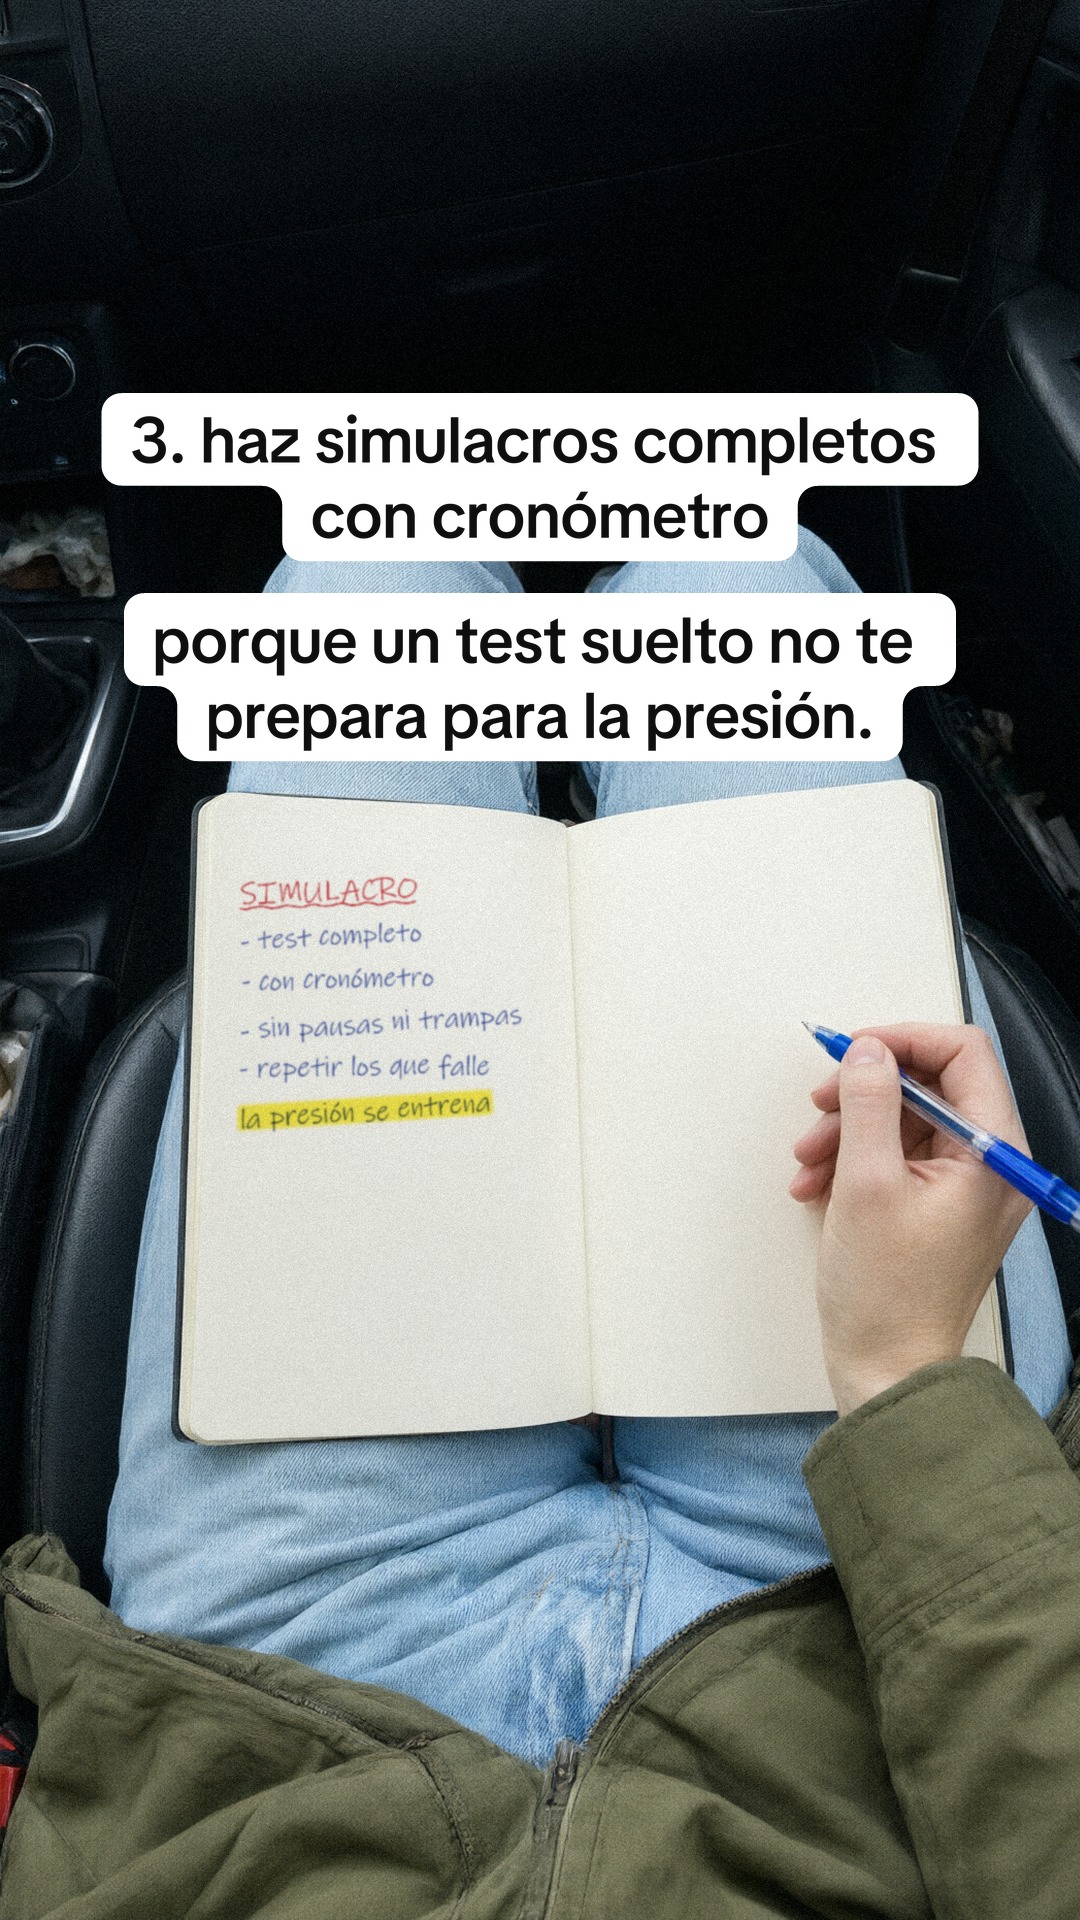 3. haz simulacros completos
con cronómetro
porque un test suelto no te
prepara para la presión.
SIMULACRO
- test completo
- con cronómetro
- sin pausas ni trampas
- repetir los que falle
la presión se entrena